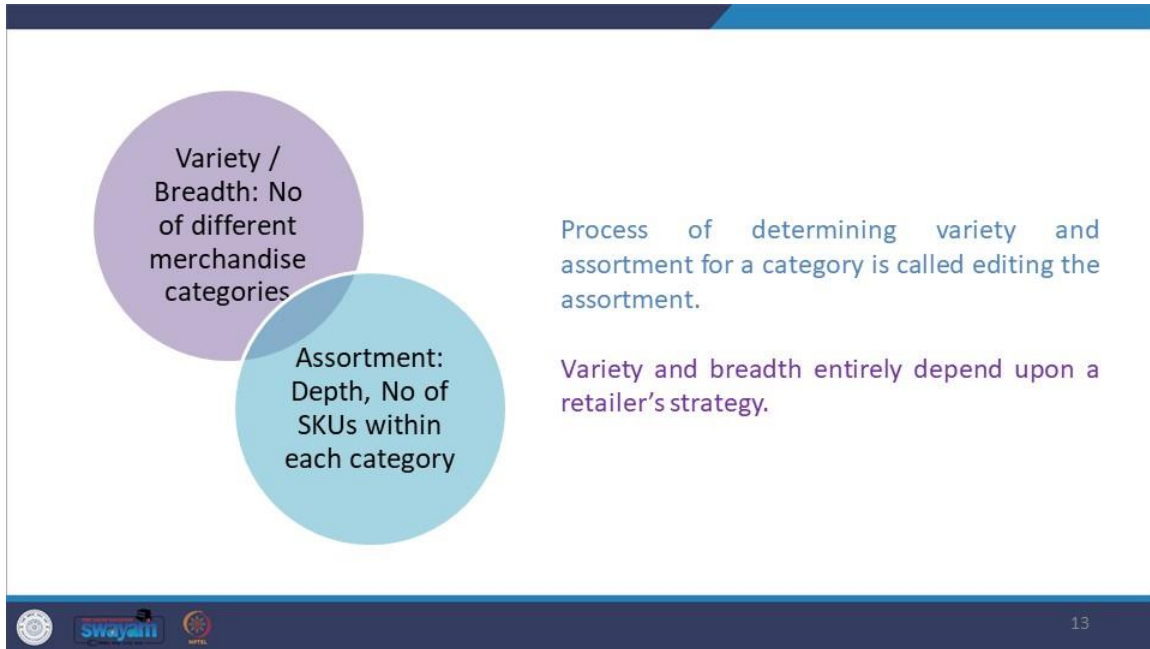 Variety /
Breadth: No
of different
merchandise
categories
Assortment:
Depth, No of
SKUs within
each category
Process of determining variety and
assortment for a category is called editing the
assortment.
Variety and breadth entirely depend upon a
retailer's strategy.
swayam
NPTEL
13